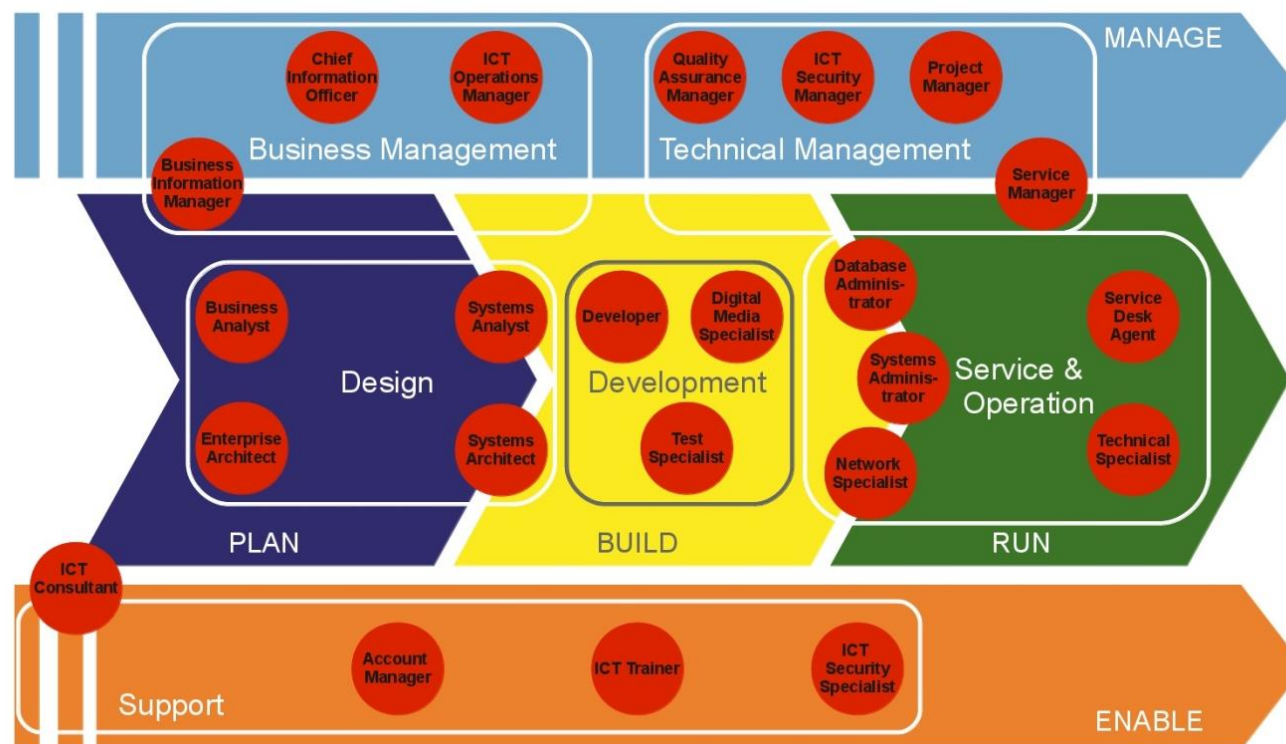 MANAGE
Chief
Information
Officer
ICT
Operations
Manager
Quality
Assurance
Manager
ICT
Security
Manager
Project
Manager
Business Management
Technical Management
Business
Information
Manager
Service
Manager
Business
Analyst
Systems
Analyst
Developer
Digital
Media
Specialist
Database
Adminis-
trator
Service
Desk
Agent
Design
Development
Systems
Adminis-
trator
Service &
Operation
Enterprise
Architect
Systems
Architect
Test
Specialist
Network
Specialist
Technical
Specialist
PLAN
BUILD
RUN
ICT
Consultant
Account
Manager
ICT Trainer
ICT
Security
Specialist
Support
ENABLE